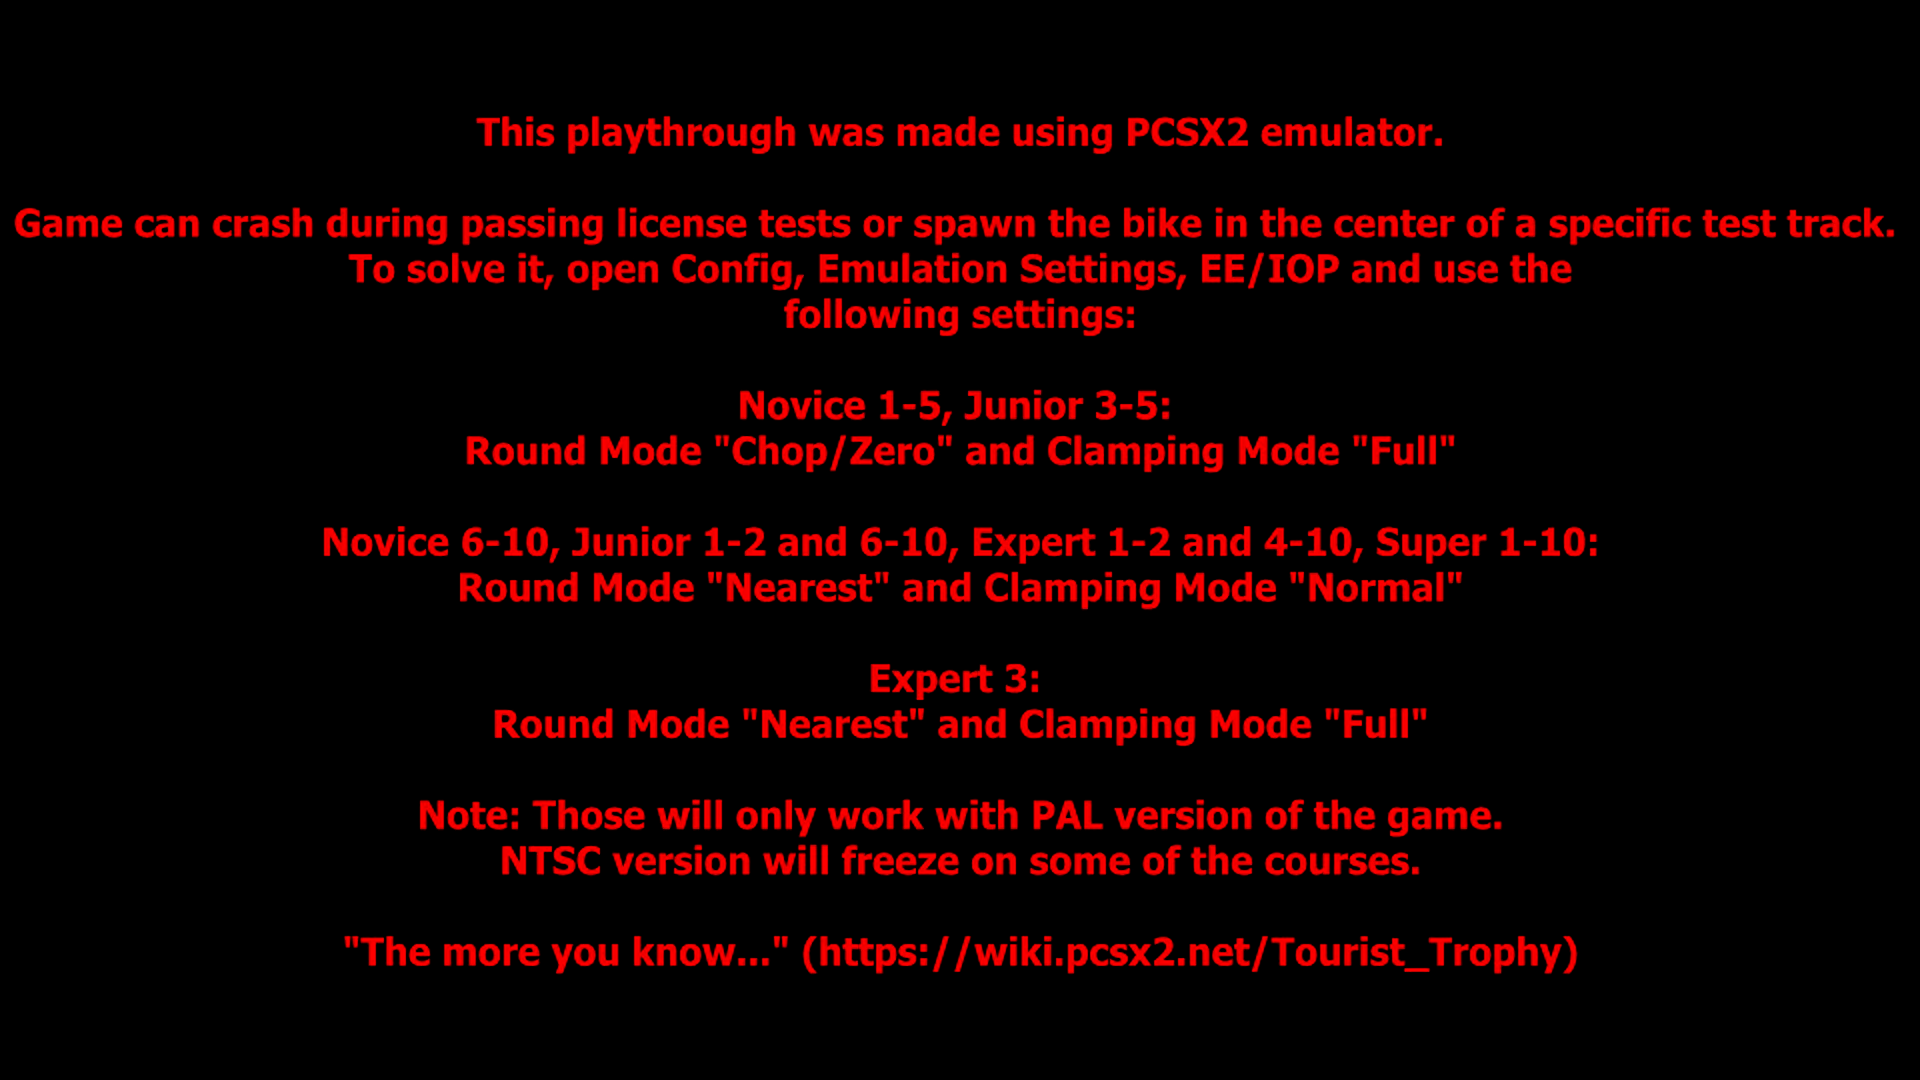 This playthrough was made using PCSX2 emulator.
Game can crash during passing license tests or spawn the bike in the center of a specific test track.
To solve it, open Config, Emulation Settings, EE/IOP and use the
following settings:
Novice 1-5, Junior 3-5:
Round Mode "Chop/Zero" and Clamping Mode "Full"
Novice 6-10, Junior 1-2 and 6-10, Expert 1-2 and 4-10, Super 1-10:
Round Mode "Nearest" and Clamping Mode "Normal"
Expert 3:
Round Mode "Nearest" and Clamping Mode "Full"
Note: Those will only work with PAL version of the game.
NTSC version will freeze on some of the courses.
"The more you know..." (https://wiki.pcsx2.net/Tourist_Trophy)